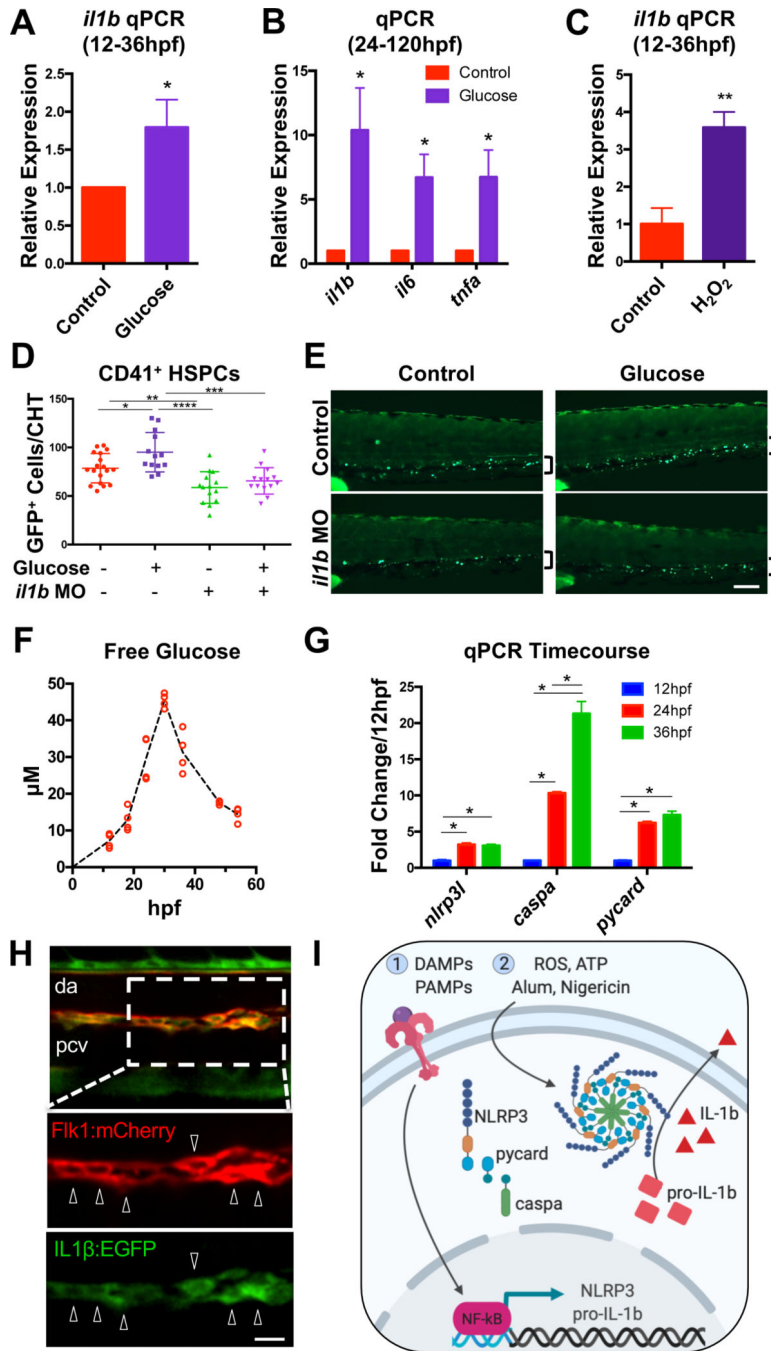 A
il1b qPCR
(12-36hpf)
Relative Expression
2.5
2.0
1.5
1.0
0.5
0.0
*
Control
Glucose
B
qPCR
(24-120hpf)
Relative Expression
15
10
5
0
Control
Glucose
*
*
*
il1b
il6
tnfa
C
il1b qPCR
(12-36hpf)
Relative Expression
6
4
2
1
0
**
Control
H₂O₂
D
CD41⁺ HSPCs
GFP⁺ Cells/CHT
150
100
50
0
***
**
*
****
Glucose - + - +
il1b MO - - + +
E
Control
Glucose
Control
il1b MO
F
Free Glucose
µM
50
40
30
20
10
0
0
20
40
60
hpf
G
qPCR Timecourse
Fold Change/12hpf
25
20
15
10
5
0
12hpf
24hpf
36hpf
*
*
*
*
*
*
*
nlrp3l
caspa
pycard
H
da
pcv
Flk1:mCherry
IL1β:EGFP
I
1 DAMPs
PAMPs
2 ROS, ATP
Alum, Nigericin
NLRP3
pycard
caspa
IL-1b
pro-IL-1b
NF-kB
NLRP3
pro-IL-1b